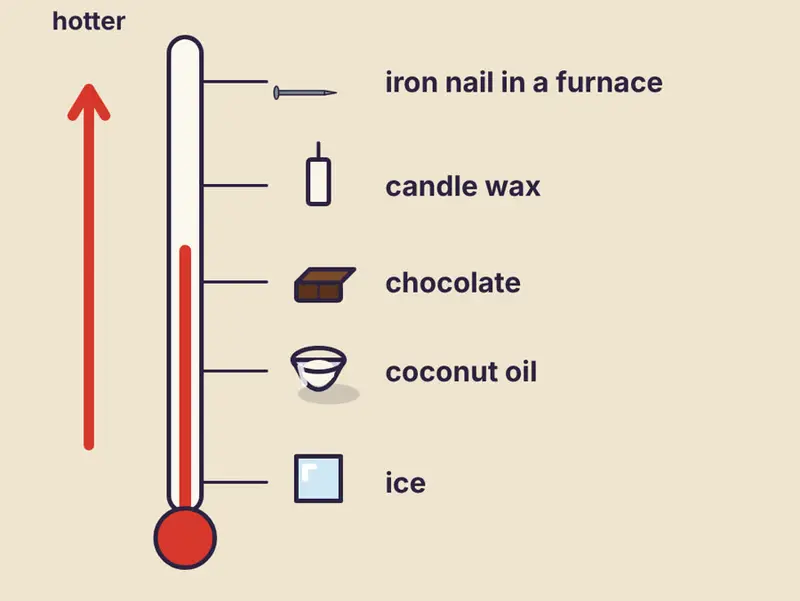 hotter
iron nail in a furnace
candle wax
chocolate
coconut oil
ice